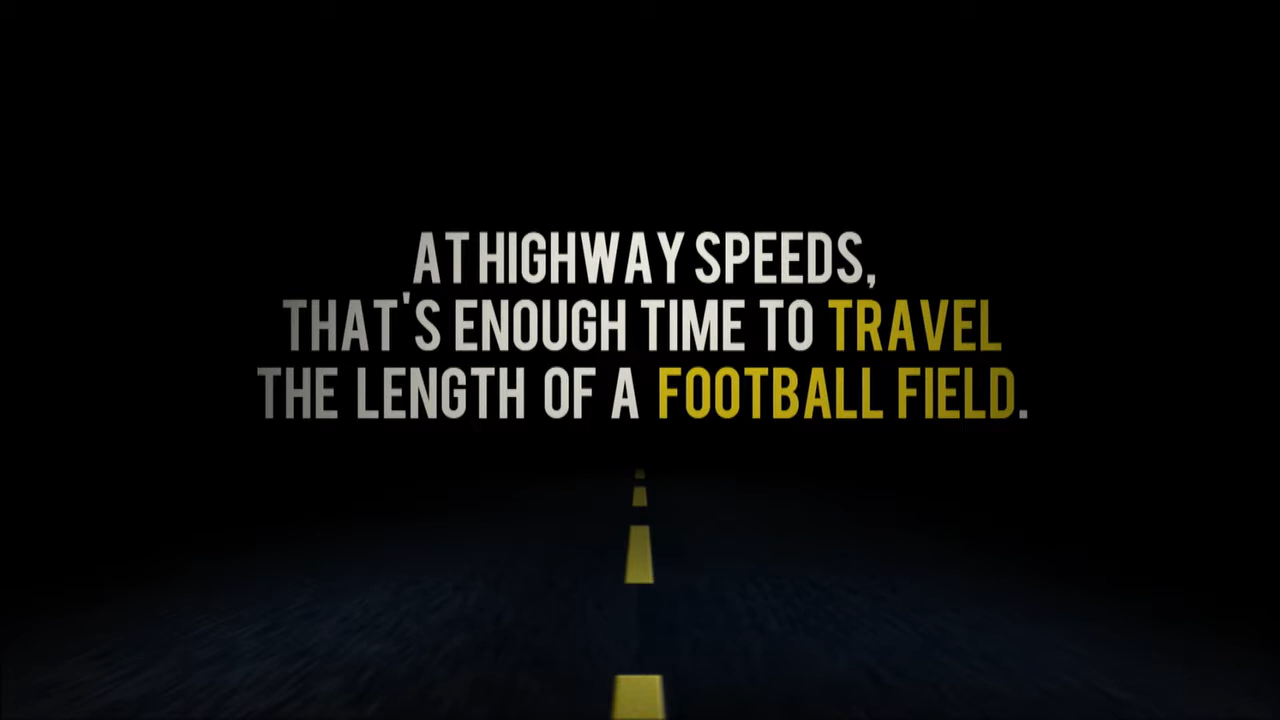 AT HIGHWAY SPEEDS,
THAT'S ENOUGH TIME TO TRAVEL
THE LENGTH OF A FOOTBALL FIELD.